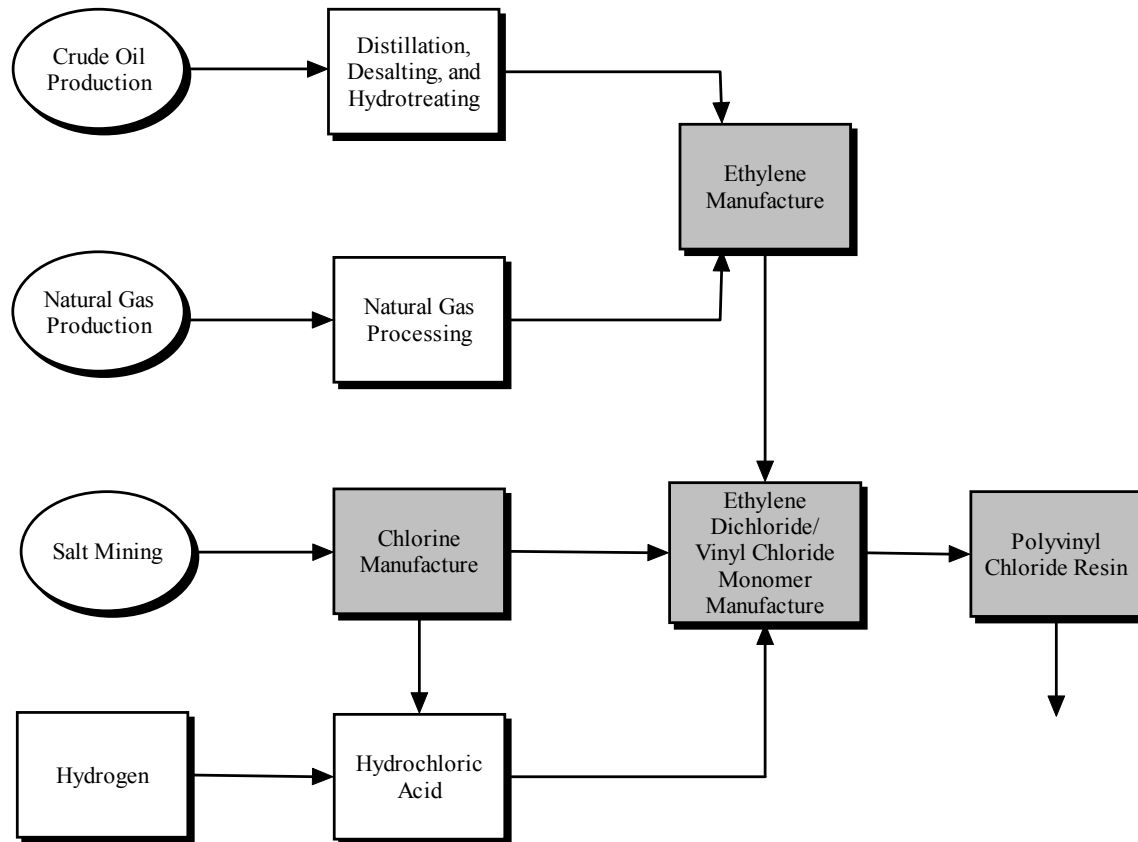 Crude Oil
Production
Distillation,
Desalting, and
Hydrotreating
Ethylene
Manufacture
Natural Gas
Production
Natural Gas
Processing
Salt Mining
Chlorine
Manufacture
Ethylene
Dichloride/
Vinyl Chloride
Monomer
Manufacture
Polyvinyl
Chloride Resin
Hydrogen
Hydrochloric
Acid